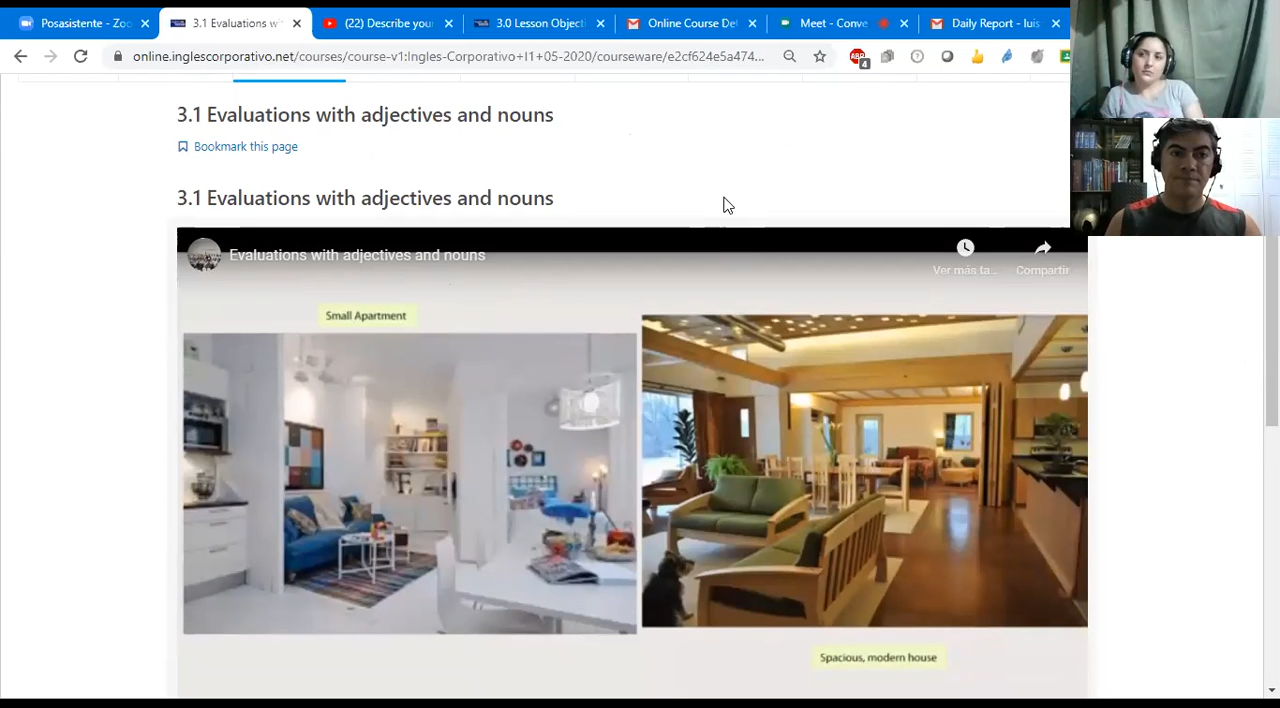 Posasistente - Zoo
3.1 Evaluations wi
(22) Describe you
3.0 Lesson Object
Online Course De
Meet - Conve
Daily Report - luis
online.inglescorporativo.net/courses/course-v1:Ingles-corporativo+I1+05-2020/courseware/e2cf624e5a474...
4
3.1 Evaluations with adjectives and nouns
Bookmark this page
3.1 Evaluations with adjectives and nouns
Evaluations with adjectives and nouns
Ver más ta...
Compartir
Small Apartment
Spacious, modern house